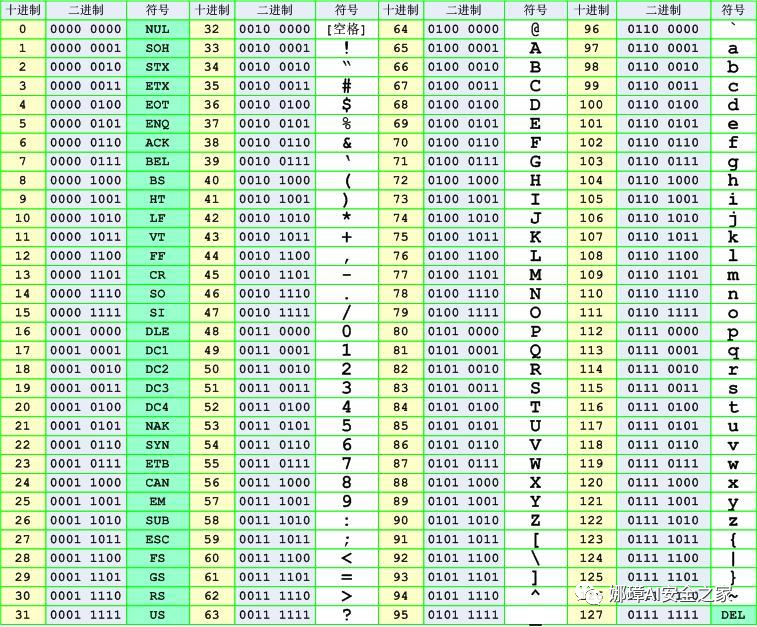 十进制 二进制 符号 十进制 二进制 符号 十进制 二进制 符号 十进制 二进制 符号
0 0000 0000 NUL 32 0010 0000 [空格] 64 0100 0000 @ 96 0110 0000 `
1 0000 0001 SOH 33 0010 0001 ! 65 0100 0001 A 97 0110 0001 a
2 0000 0010 STX 34 0010 0010 “ 66 0100 0010 B 98 0110 0010 b
3 0000 0011 ETX 35 0010 0011 # 67 0100 0011 C 99 0110 0011 c
4 0000 0100 EOT 36 0010 0100 $ 68 0100 0100 D 100 0110 0100 d
5 0000 0101 ENQ 37 0010 0101 % 69 0100 0101 E 101 0110 0101 e
6 0000 0110 ACK 38 0010 0110 & 70 0100 0110 F 102 0110 0110 f
7 0000 0111 BEL 39 0010 0111 ‘ 71 0100 0111 G 103 0110 0111 g
8 0000 1000 BS 40 0010 1000 ( 72 0100 1000 H 104 0110 1000 h
9 0000 1001 HT 41 0010 1001 ) 73 0100 1001 I 105 0110 1001 i
10 0000 1010 LF 42 0010 1010 * 74 0100 1010 J 106 0110 1010 j
11 0000 1011 VT 43 0010 1011 + 75 0100 1011 K 107 0110 1011 k
12 0000 1100 FF 44 0010 1100 , 76 0100 1100 L 108 0110 1100 l
13 0000 1101 CR 45 0010 1101 - 77 0100 1101 M 109 0110 1101 m
14 0000 1110 SO 46 0010 1110 . 78 0100 1110 N 110 0110 1110 n
15 0000 1111 SI 47 0010 1111 / 79 0100 1111 O 111 0110 1111 o
16 0001 0000 DLE 48 0011 0000 0 80 0101 0000 P 112 0111 0000 p
17 0001 0001 DC1 49 0011 0001 1 81 0101 0001 Q 113 0111 0001 q
18 0001 0010 DC2 50 0011 0010 2 82 0101 0010 R 114 0111 0010 r
19 0001 0011 DC3 51 0011 0011 3 83 0101 0011 S 115 0111 0011 s
20 0001 0100 DC4 52 0011 0100 4 84 0101 0100 T 116 0111 0100 t
21 0001 0101 NAK 53 0011 0101 5 85 0101 0101 U 117 0111 0101 u
22 0001 0110 SYN 54 0011 0110 6 86 0101 0110 V 118 0111 0110 v
23 0001 0111 ETB 55 0011 0111 7 87 0101 0111 W 119 0111 0111 w
24 0001 1000 CAN 56 0011 1000 8 88 0101 1000 X 120 0111 1000 x
25 0001 1001 EM 57 0011 1001 9 89 0101 1001 Y 121 0111 1001 y
26 0001 1010 SUB 58 0011 1010 : 90 0101 1010 Z 122 0111 1010 z
27 0001 1011 ESC 59 0011 1011 ; 91 0101 1011 [ 123 0111 1011 {
28 0001 1100 FS 60 0011 1100 < 92 0101 1100 \ 124 0111 1100 |
29 0001 1101 GS 61 0011 1101 = 93 0101 1101 ] 125 0111 1101 }
30 0001 1110 RS 62 0011 1110 > 94 0101 1110 ^ ~
娜璋AI安全之家
31 0001 1111 US 63 0011 1111 ? 95 0101 1111 _ 127 0111 1111 DEL